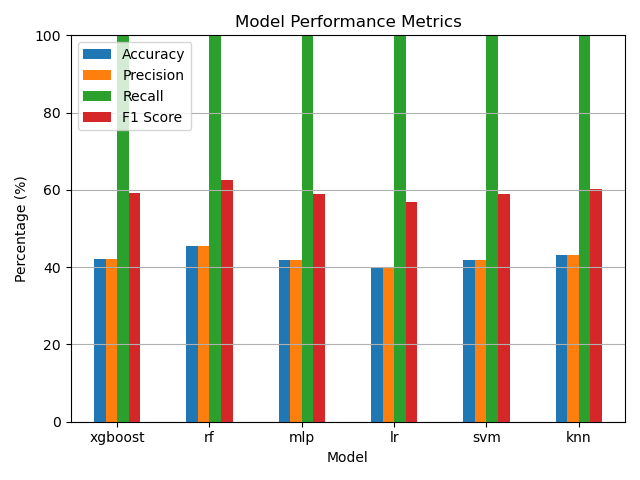 Model Performance Metrics
100
80
60
40
20
0
Percentage (%)
Accuracy
Precision
Recall
F1 Score
xgboost rf mlp lr svm knn
Model